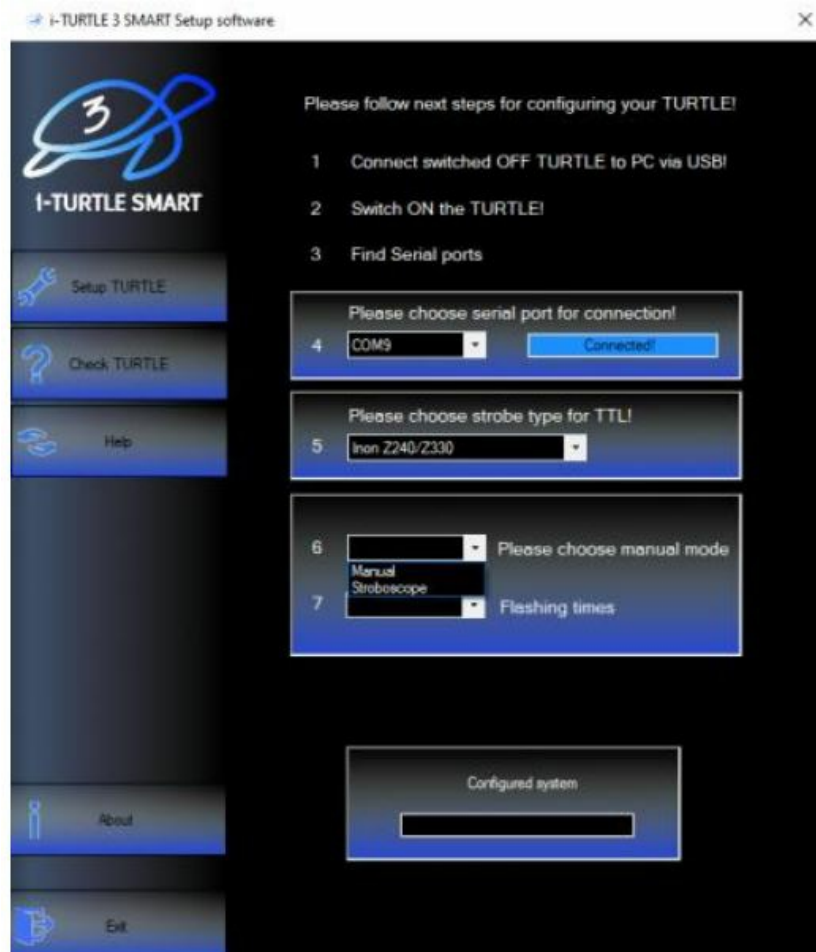 i-TURTLE 3 SMART Setup software
3
i-TURTLE SMART
Please follow next steps for configuring your TURTLE!
1 Connect switched OFF TURTLE to PC via USB!
2 Switch ON the TURTLE!
3 Find Serial ports
Setup TURTLE
Check TURTLE
Help
Please choose serial port for connection!
4 COM9 Connected!
Please choose strobe type for TTL!
5 Inon Z240/Z330
6 Please choose manual mode
Manual
Stroboscope
7 Flashing times
Configured system
About
Exit